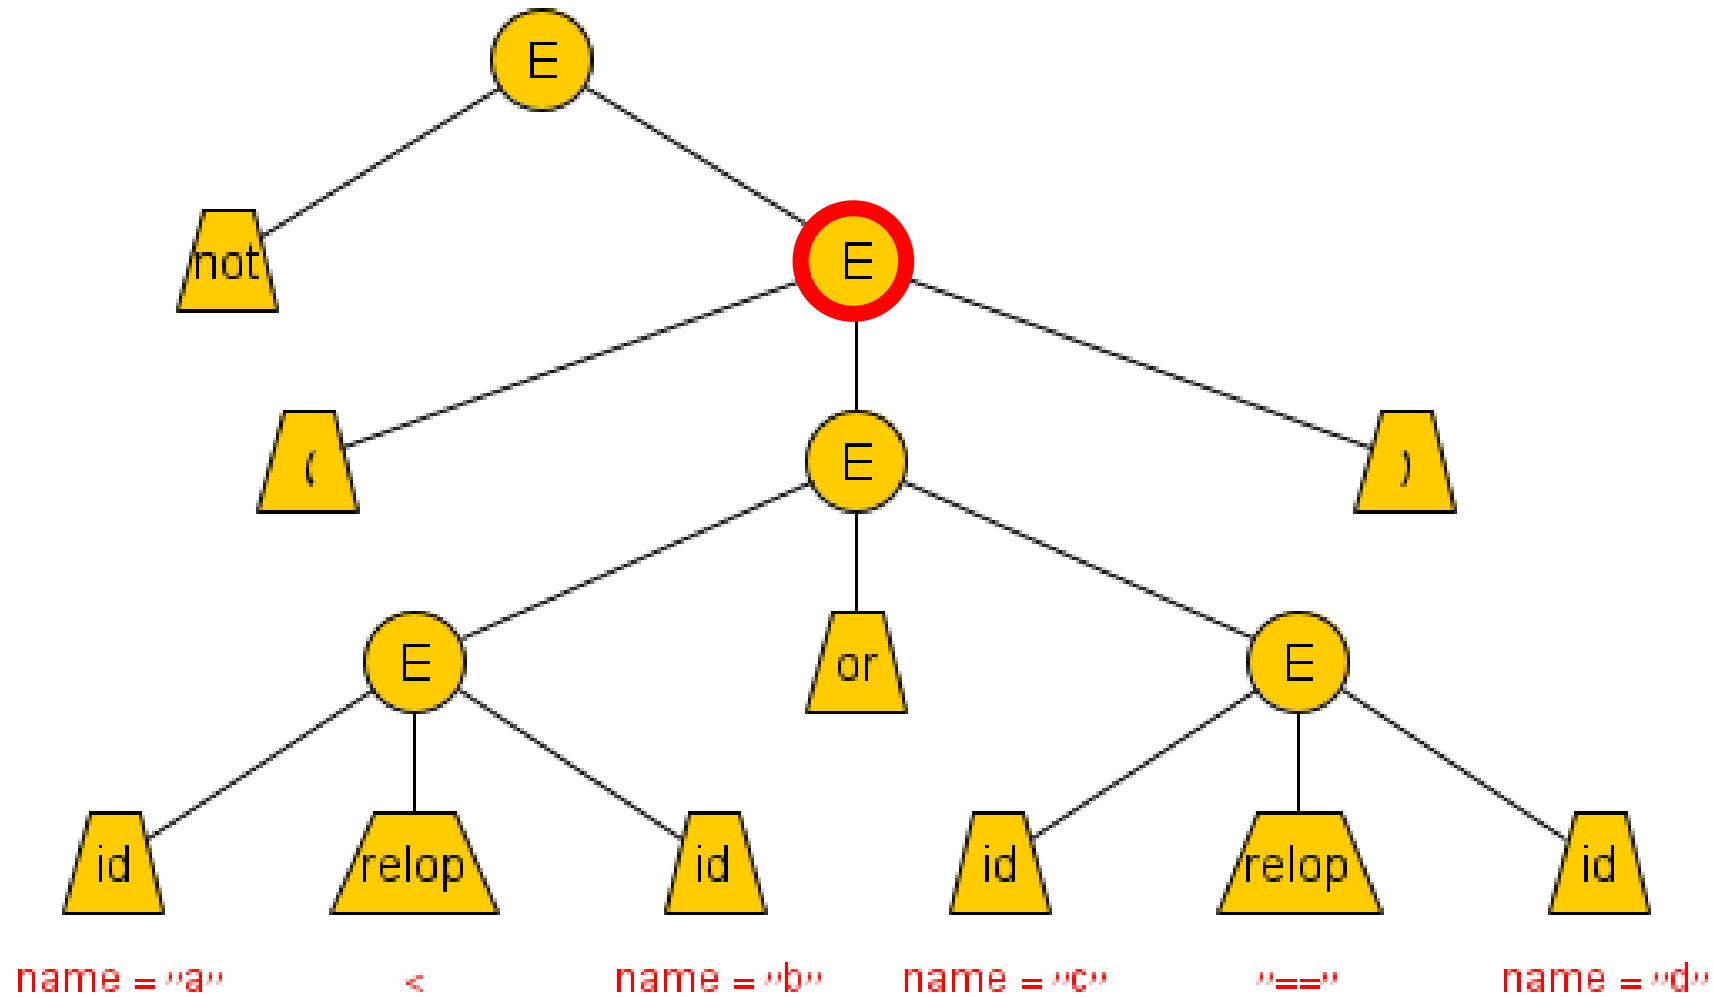 E
not E
( E )
E or E
id relop id id relop id
name = "a" < name = "b" name = "c" "==" name = "d"